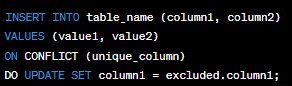 INSERT INTO table_name (column1, column2)
VALUES (value1, value2)
ON CONFLICT (unique_column)
DO UPDATE SET column1 = excluded.column1;